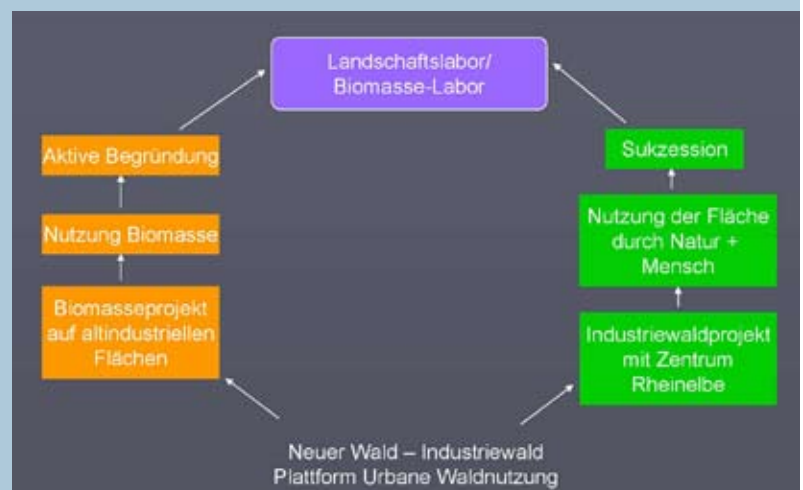 Landschaftslabor/
Biomasse-Labor
Aktive Begründung
Nutzung Biomasse
Biomasseprojekt
auf altindustriellen
Flächen
Sukzession
Nutzung der Fläche
durch Natur +
Mensch
Industriewaldprojekt
mit Zentrum
Rheinelbe
Neuer Wald – Industriewald
Plattform Urbane Waldnutzung